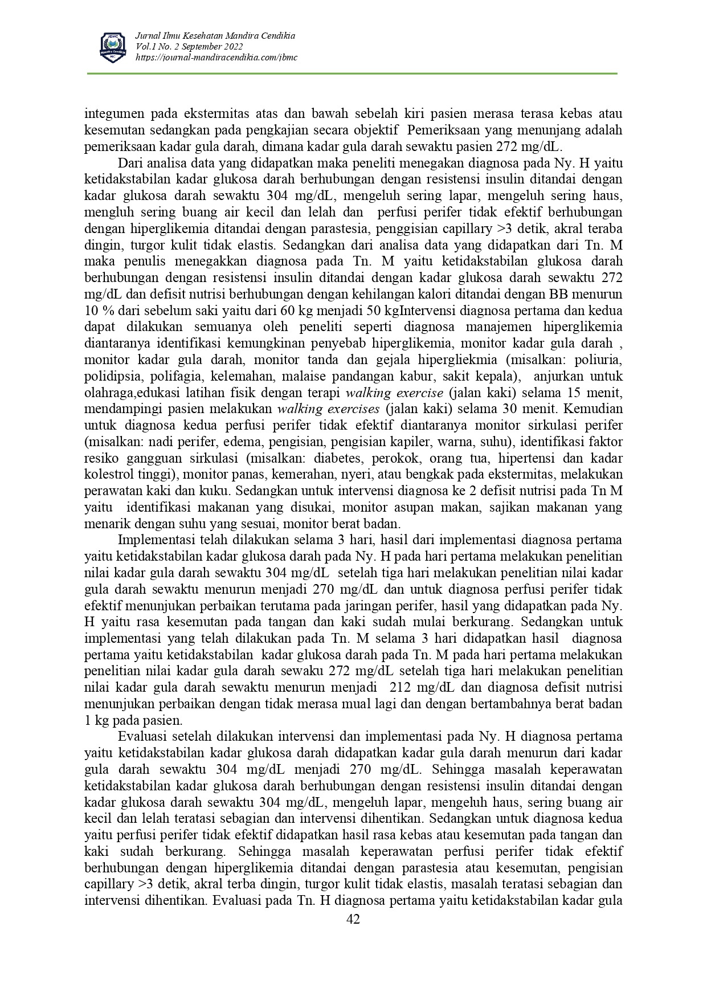 JBMC
Mandira Cendikia
MC
Jurnal Ilmu Kesehatan Mandira Cendikia
Vol.1 No. 2 September 2022
https://journal-mandiracendikia.com/jbmc
integumen pada ekstermitas atas dan bawah sebelah kiri pasien merasa terasa kebas atau
kesemutan sedangkan pada pengkajian secara objektif  Pemeriksaan yang menunjang adalah
pemeriksaan kadar gula darah, dimana kadar gula darah sewaktu pasien 272 mg/dL.
Dari analisa data yang didapatkan maka peneliti menegakan diagnosa pada Ny. H yaitu
ketidakstabilan kadar glukosa darah berhubungan dengan resistensi insulin ditandai dengan
kadar glukosa darah sewaktu 304 mg/dL, mengeluh sering lapar, mengeluh sering haus,
mengluh sering buang air kecil dan lelah dan  perfusi perifer tidak efektif berhubungan
dengan hiperglikemia ditandai dengan parastesia, penggisian capillary >3 detik, akral teraba
dingin, turgor kulit tidak elastis. Sedangkan dari analisa data yang didapatkan dari Tn. M
maka penulis menegakkan diagnosa pada Tn. M yaitu ketidakstabilan glukosa darah
berhubungan dengan resistensi insulin ditandai dengan kadar glukosa darah sewaktu 272
mg/dL dan defisit nutrisi berhubungan dengan kehilangan kalori ditandai dengan BB menurun
10 % dari sebelum saki yaitu dari 60 kg menjadi 50 kgIntervensi diagnosa pertama dan kedua
dapat dilakukan semuanya oleh peneliti seperti diagnosa manajemen hiperglikemia
diantaranya identifikasi kemungkinan penyebab hiperglikemia, monitor kadar gula darah ,
monitor kadar gula darah, monitor tanda dan gejala hipergliekmia (misalkan: poliuria,
polidipsia, polifagia, kelemahan, malaise pandangan kabur, sakit kepala),  anjurkan untuk
olahraga,edukasi latihan fisik dengan terapi walking exercise (jalan kaki) selama 15 menit,
mendampingi pasien melakukan walking exercises (jalan kaki) selama 30 menit. Kemudian
untuk diagnosa kedua perfusi perifer tidak efektif diantaranya monitor sirkulasi perifer
(misalkan: nadi perifer, edema, pengisian, pengisian kapiler, warna, suhu), identifikasi faktor
resiko gangguan sirkulasi (misalkan: diabetes, perokok, orang tua, hipertensi dan kadar
kolestrol tinggi), monitor panas, kemerahan, nyeri, atau bengkak pada ekstermitas, melakukan
perawatan kaki dan kuku. Sedangkan untuk intervensi diagnosa ke 2 defisit nutrisi pada Tn M
yaitu  identifikasi makanan yang disukai, monitor asupan makan, sajikan makanan yang
menarik dengan suhu yang sesuai, monitor berat badan.
Implementasi telah dilakukan selama 3 hari, hasil dari implementasi diagnosa pertama
yaitu ketidakstabilan kadar glukosa darah pada Ny. H pada hari pertama melakukan penelitian
nilai kadar gula darah sewaktu 304 mg/dL  setelah tiga hari melakukan penelitian nilai kadar
gula darah sewaktu menurun menjadi 270 mg/dL dan untuk diagnosa perfusi perifer tidak
efektif menunjukan perbaikan terutama pada jaringan perifer, hasil yang didapatkan pada Ny.
H yaitu rasa kesemutan pada tangan dan kaki sudah mulai berkurang. Sedangkan untuk
implementasi yang telah dilakukan pada Tn. M selama 3 hari didapatkan hasil  diagnosa
pertama yaitu ketidakstabilan  kadar glukosa darah pada Tn. M pada hari pertama melakukan
penelitian nilai kadar gula darah sewaku 272 mg/dL setelah tiga hari melakukan penelitian
nilai kadar gula darah sewaktu menurun menjadi  212 mg/dL dan diagnosa defisit nutrisi
menunjukan perbaikan dengan tidak merasa mual lagi dan dengan bertambahnya berat badan
1 kg pada pasien.
Evaluasi setelah dilakukan intervensi dan implementasi pada Ny. H diagnosa pertama
yaitu ketidakstabilan kadar glukosa darah didapatkan kadar gula darah menurun dari kadar
gula darah sewaktu 304 mg/dL menjadi 270 mg/dL. Sehingga masalah keperawatan
ketidakstabilan kadar glukosa darah berhubungan dengan resistensi insulin ditandai dengan
kadar glukosa darah sewaktu 304 mg/dL, mengeluh lapar, mengeluh haus, sering buang air
kecil dan lelah teratasi sebagian dan intervensi dihentikan. Sedangkan untuk diagnosa kedua
yaitu perfusi perifer tidak efektif didapatkan hasil rasa kebas atau kesemutan pada tangan dan
kaki sudah berkurang. Sehingga masalah keperawatan perfusi perifer tidak efektif
berhubungan dengan hiperglikemia ditandai dengan parastesia atau kesemutan, pengisian
capillary >3 detik, akral terba dingin, turgor kulit tidak elastis, masalah teratasi sebagian dan
intervensi dihentikan. Evaluasi pada Tn. H diagnosa pertama yaitu ketidakstabilan kadar gula
42